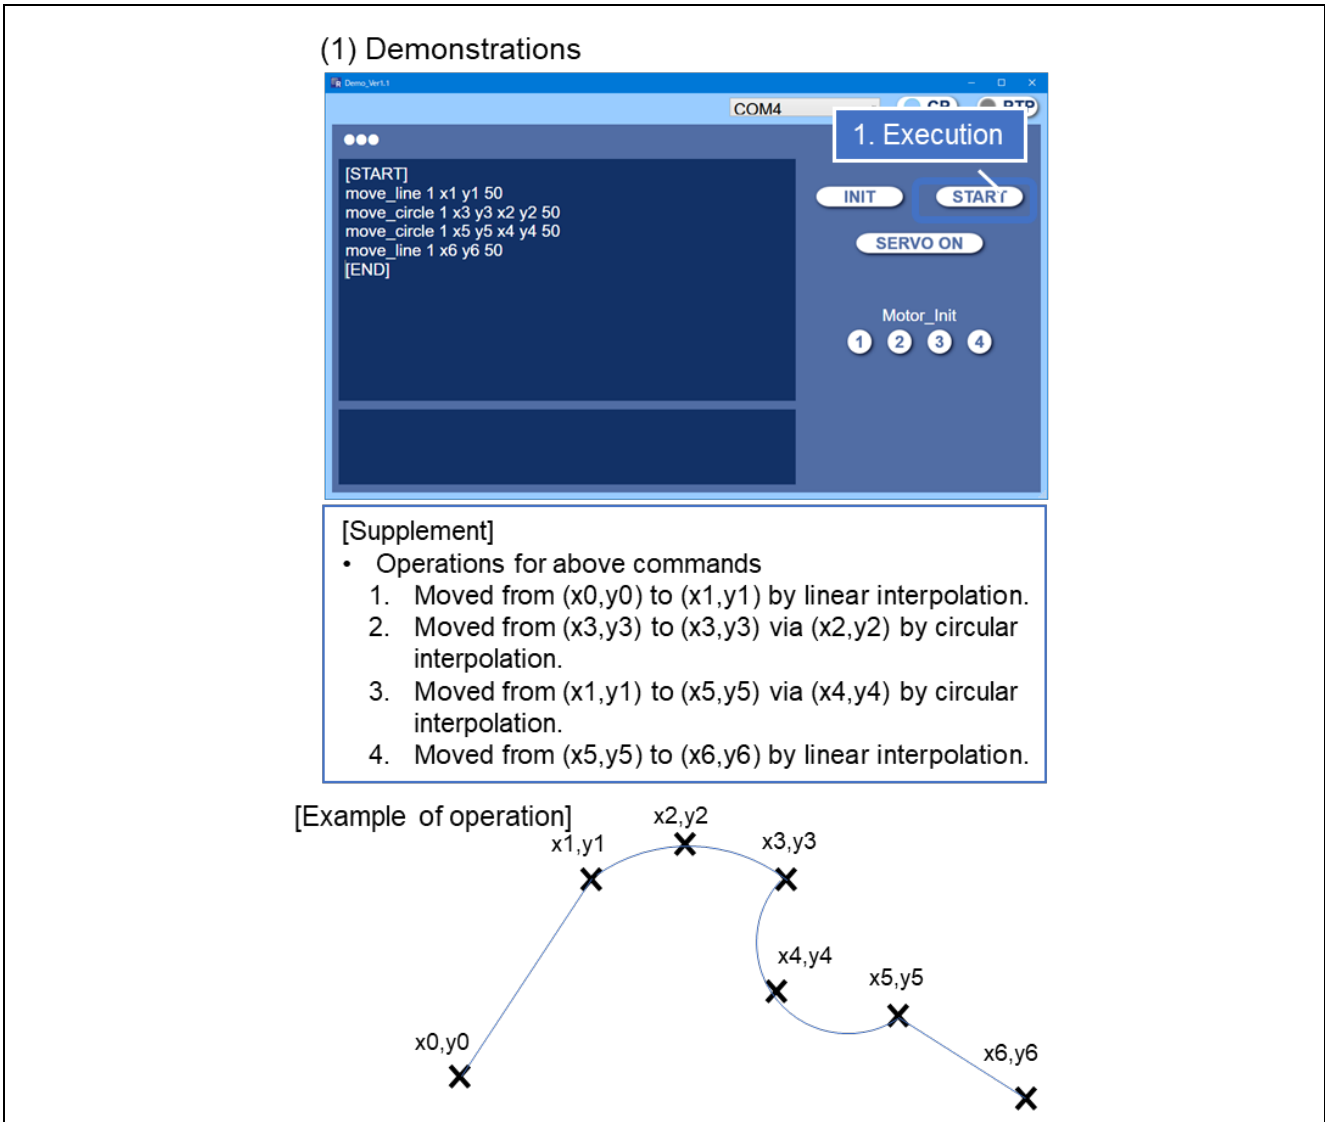 (1) Demonstrations
Demo_Ver1.1
COM4
1. Execution
[START]
move_line 1 x1 y1 50
move_circle 1 x3 y3 x2 y2 50
move_circle 1 x5 y5 x4 y4 50
move_line 1 x6 y6 50
[END]
INIT
START
SERVO ON
Motor_Init
1 2 3 4
[Supplement]
• Operations for above commands
1. Moved from (x0,y0) to (x1,y1) by linear interpolation.
2. Moved from (x3,y3) to (x3,y3) via (x2,y2) by circular
interpolation.
3. Moved from (x1,y1) to (x5,y5) via (x4,y4) by circular
interpolation.
4. Moved from (x5,y5) to (x6,y6) by linear interpolation.
[Example of operation]
x2,y2
x1,y1
x3,y3
x4,y4
x5,y5
x0,y0
x6,y6